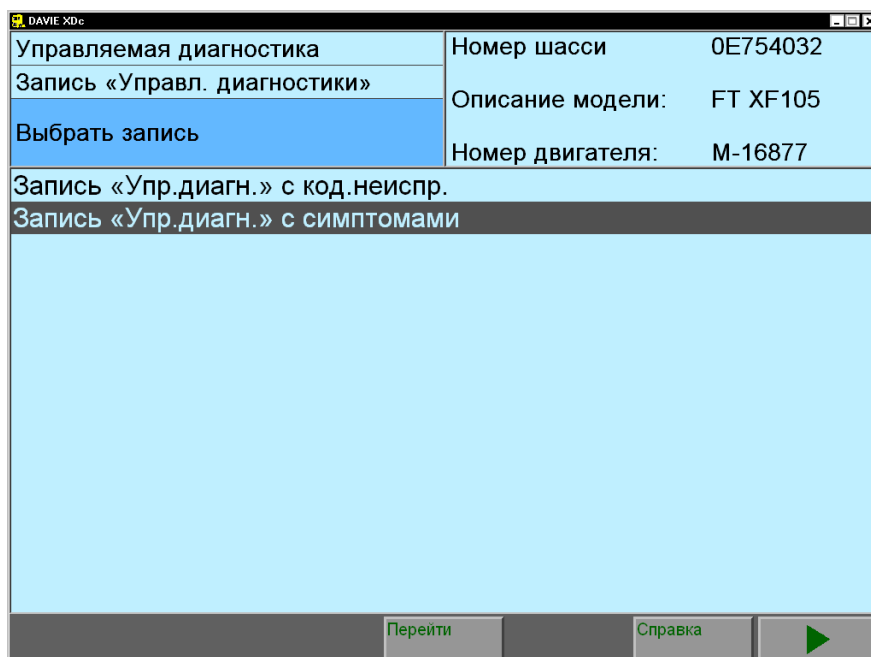 DAVIE XDc
Управляемая диагностика
Запись «Управл. диагностики»
Выбрать запись
Номер шасси 0E754032
Описание модели: FT XF105
Номер двигателя: M-16877
Запись «Упр.диагн.» с код.неиспр.
Запись «Упр.диагн.» с симптомами
Перейти
Справка